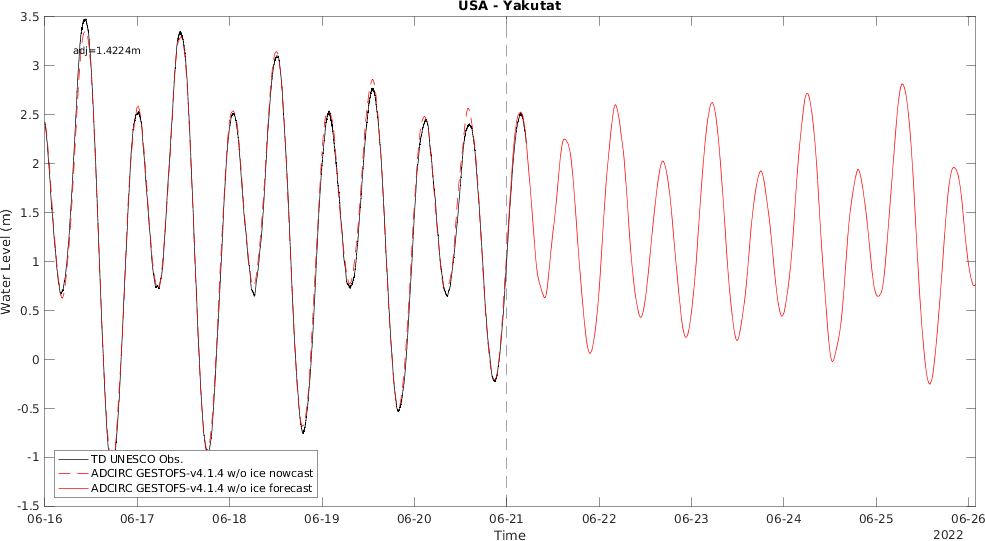 USA - Yakutat
adj=1.4224m
3.5
3
2.5
2
1.5
1
0.5
0
-0.5
-1
-1.5
Water Level (m)
TD UNESCO Obs.
ADCIRC GESTOFS-v4.1.4 w/o ice nowcast
ADCIRC GESTOFS-v4.1.4 w/o ice forecast
06-16 06-17 06-18 06-19 06-20 06-21 06-22 06-23 06-24 06-25 06-26
Time
2022